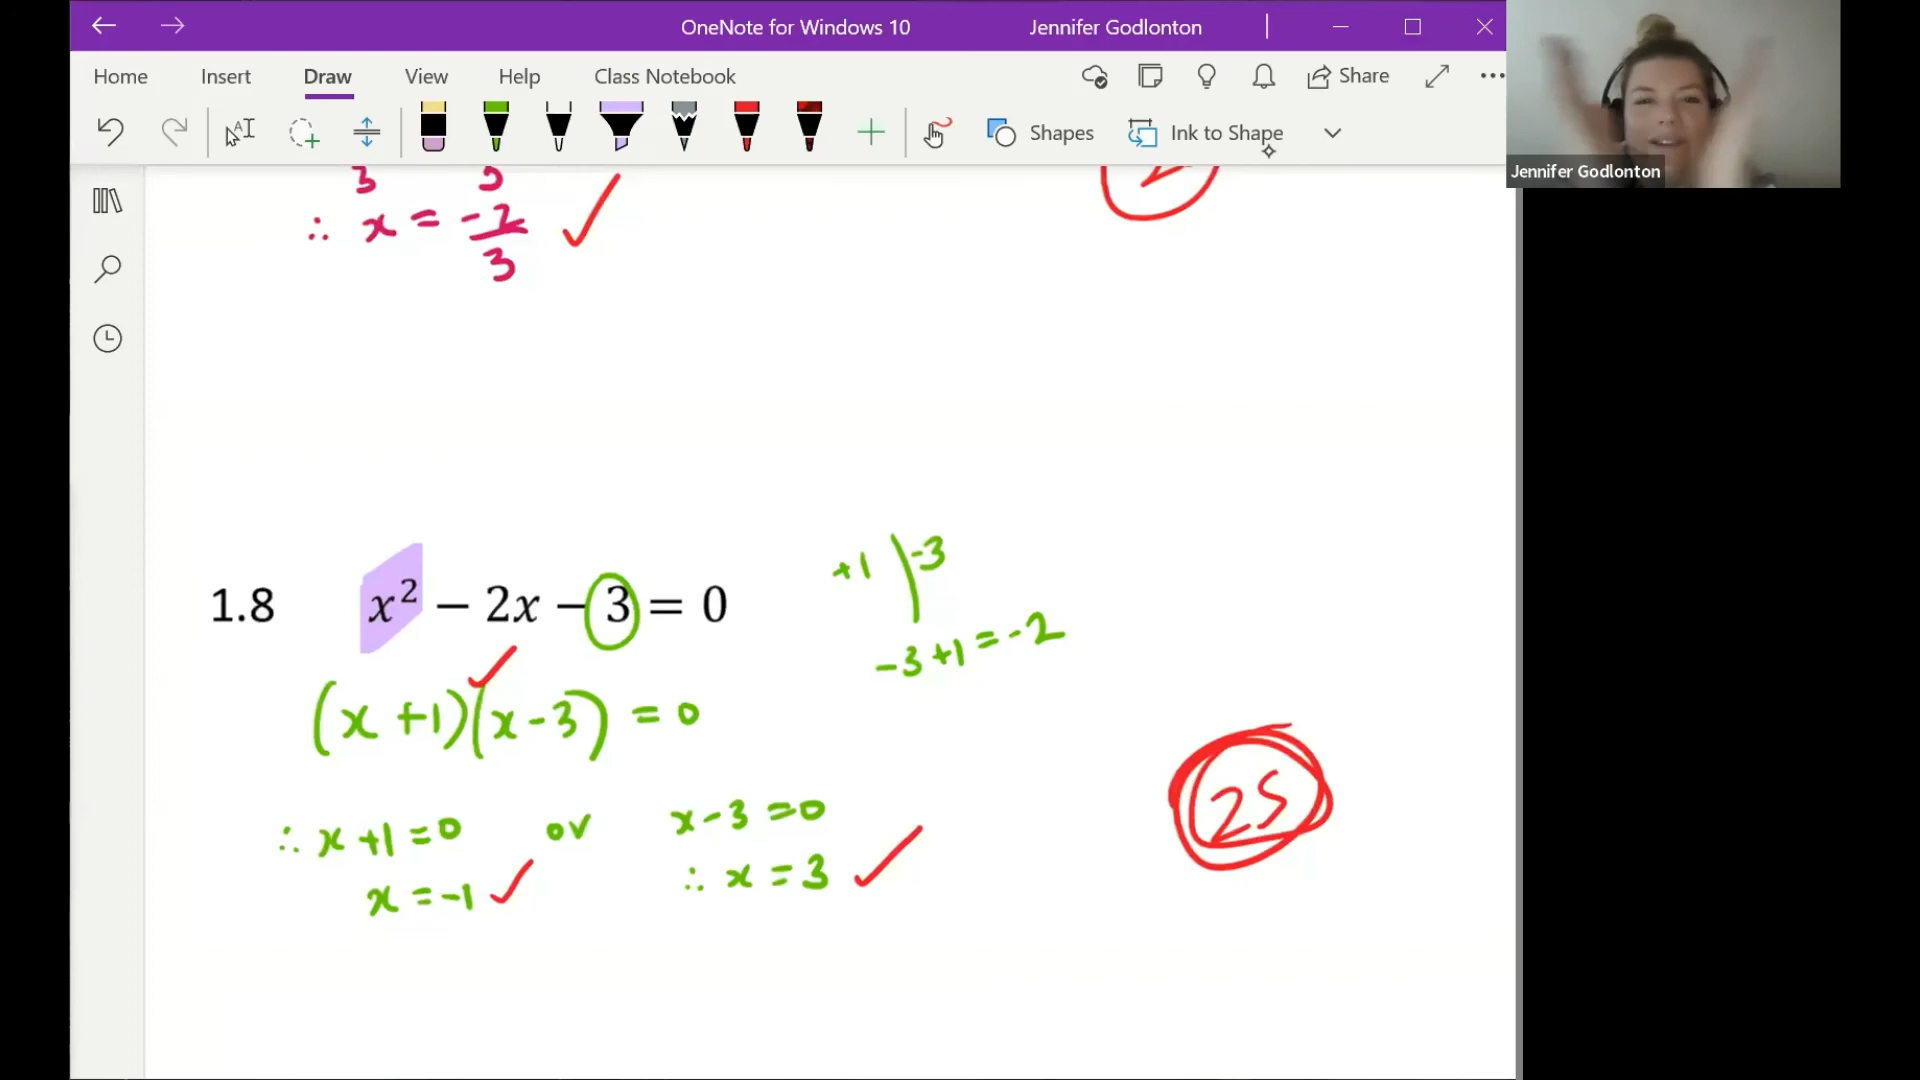 OneNote for Windows 10 Jennifer Godlonton
Home Insert Draw View Help Class Notebook Share
Shapes Ink to Shape
Jennifer Godlonton
3
∴ x = -2/3
1.8 x² − 2x − 3 = 0
+1 | -3
-3 +1 = -2
(x +1)(x -3) = 0
∴ x +1 = 0 or x -3 = 0
x = -1 ∴ x = 3
25